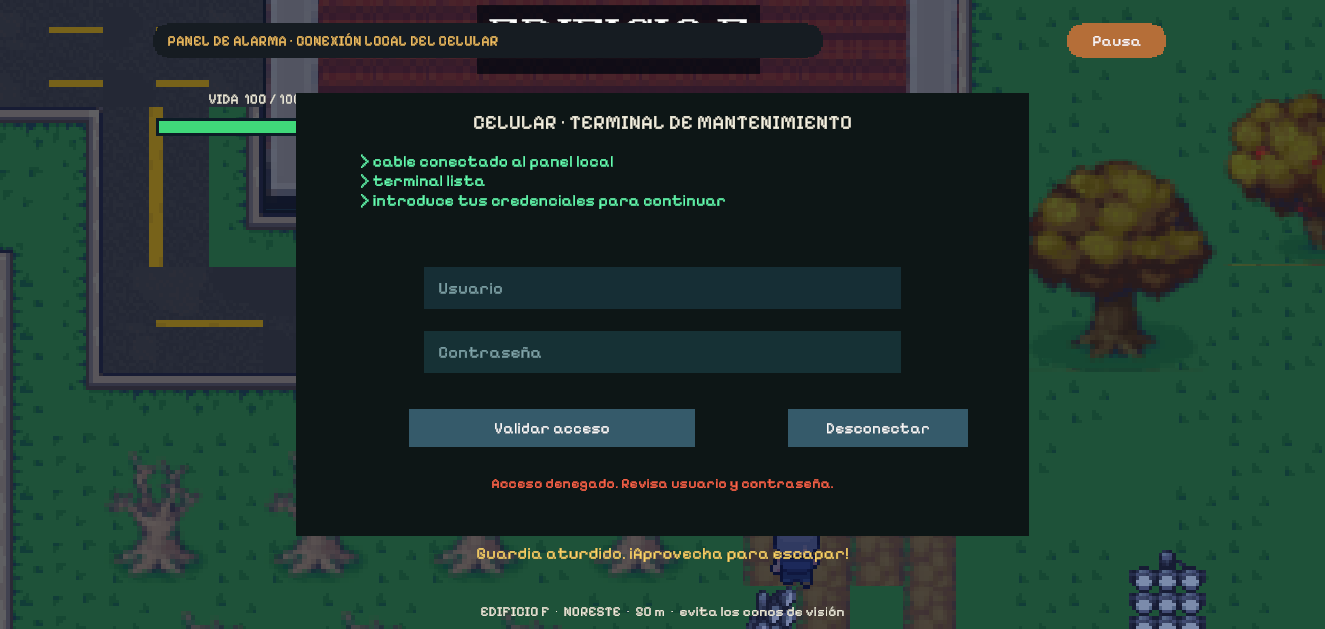 PANEL DE ALARMA · CONEXIÓN LOCAL DEL CELULAR
Pausa
VIDA 100 / 100
CELULAR · TERMINAL DE MANTENIMIENTO
> cable conectado al panel local
> terminal lista
> introduce tus credenciales para continuar
Usuario
Contraseña
Validar acceso
Desconectar
Acceso denegado. Revisa usuario y contraseña.
Guardia aturdido. ¡Aprovecha para escapar!
EDIFICIO F · NORESTE · 80 m · evita los conos de visión